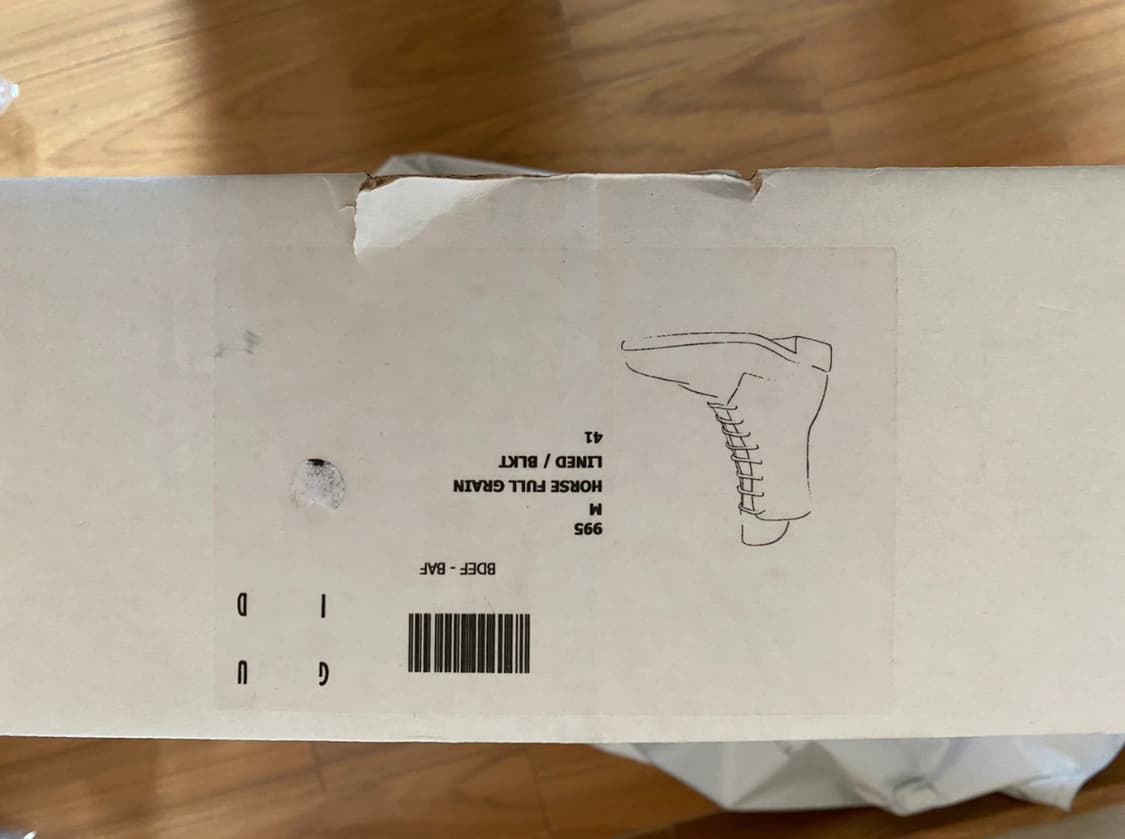 G U
I D
BDEF - BAF
995
M
HORSE FULL GRAIN
LINED / BLKT
41